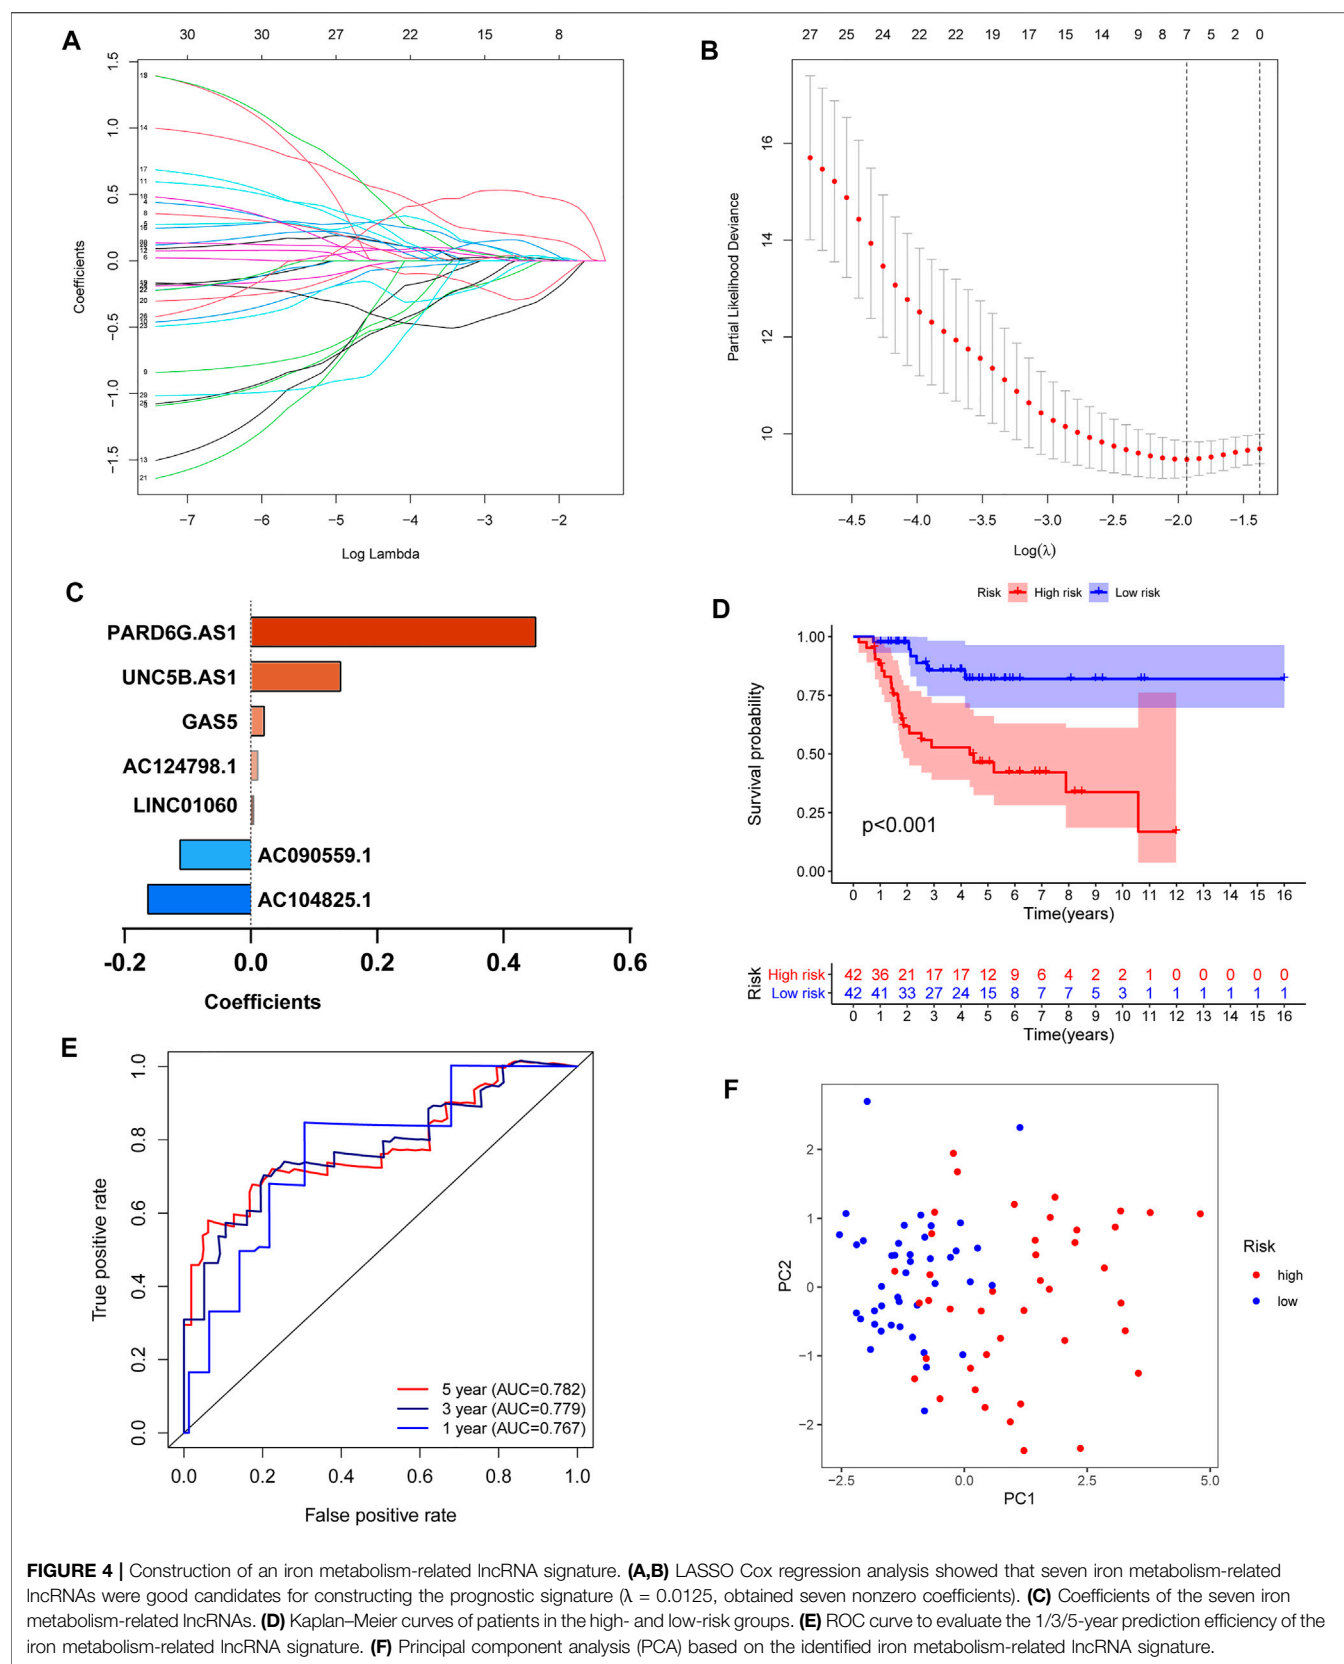 A
30 30 27 22 15 8
1.5
1.0
0.5
0.0
−0.5
−1.0
−1.5
Coefficients
14
17
11
4
8
6
22
20
23
9
29
13
21
−7 −6 −5 −4 −3 −2
Log Lambda
B
27 25 24 22 22 19 17 15 14 9 8 7 5 2 0
16
14
12
10
Partial Likelihood Deviance
−4.5 −4.0 −3.5 −3.0 −2.5 −2.0 −1.5
Log(λ)
C
PARD6G.AS1
UNC5B.AS1
GAS5
AC124798.1
LINC01060
AC090559.1
AC104825.1
-0.2 0.0 0.2 0.4 0.6
Coefficients
D
Risk High risk Low risk
1.00
0.75
0.50
0.25
0.00
Survival probability
p<0.001
0 1 2 3 4 5 6 7 8 9 10 11 12 13 14 15 16
Time(years)
Risk
High risk 42 36 21 17 17 12 9 6 4 2 2 1 0 0 0 0 0
Low risk 42 41 33 27 24 15 8 7 7 5 3 1 1 1 1 1 1
0 1 2 3 4 5 6 7 8 9 10 11 12 13 14 15 16
Time(years)
E
1.0
0.8
0.6
0.4
0.2
0.0
True positive rate
5 year (AUC=0.782)
3 year (AUC=0.779)
1 year (AUC=0.767)
0.0 0.2 0.4 0.6 0.8 1.0
False positive rate
F
2
1
0
−1
−2
PC2
−2.5 0.0 2.5 5.0
PC1
Risk
high
low
FIGURE 4 | Construction of an iron metabolism-related lncRNA signature. (A,B) LASSO Cox regression analysis showed that seven iron metabolism-related
lncRNAs were good candidates for constructing the prognostic signature (λ = 0.0125, obtained seven nonzero coefficients). (C) Coefficients of the seven iron
metabolism-related lncRNAs. (D) Kaplan–Meier curves of patients in the high- and low-risk groups. (E) ROC curve to evaluate the 1/3/5-year prediction efficiency of the
iron metabolism-related lncRNA signature. (F) Principal component analysis (PCA) based on the identified iron metabolism-related lncRNA signature.